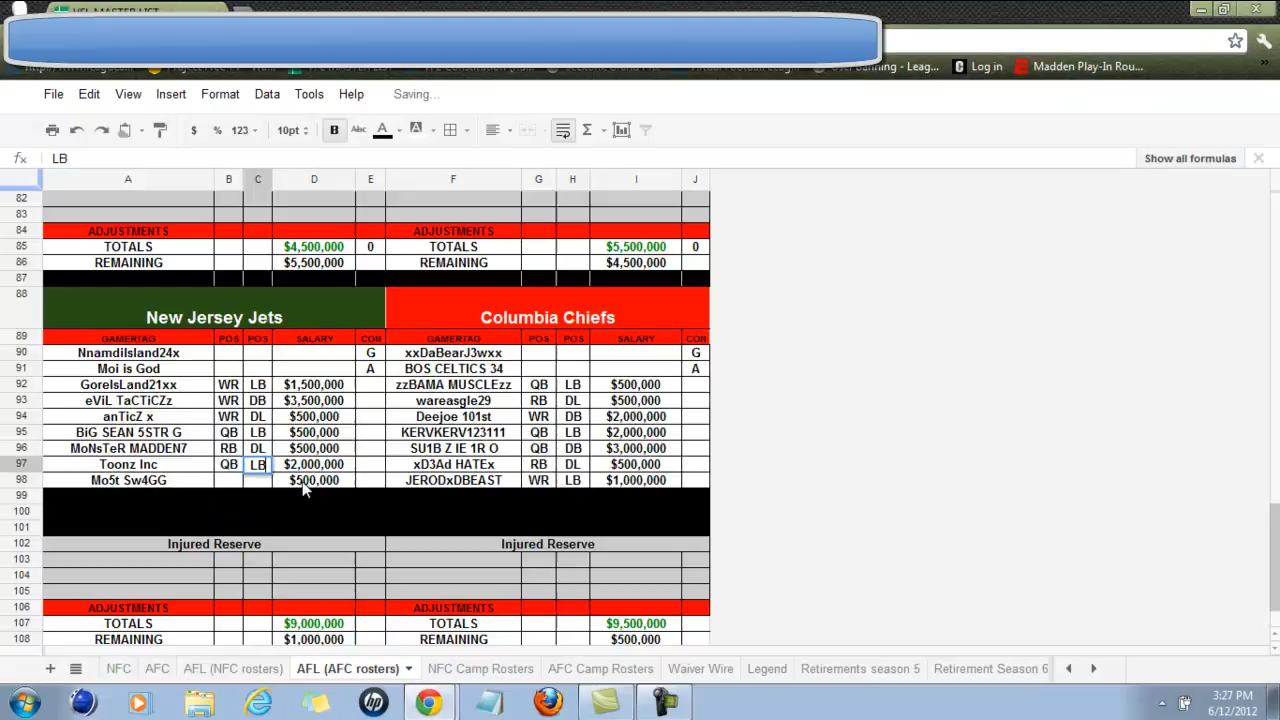 VFL MASTER LIST
Log in
Madden Play-In Rou...
File Edit View Insert Format Data Tools Help Saving...
$ % 123 10pt B Abc A A Σ
fx LB Show all formulas
A B C D E F G H I J
82
83
84 ADJUSTMENTS ADJUSTMENTS
85 TOTALS $4,500,000 0 TOTALS $5,500,000 0
86 REMAINING $5,500,000 REMAINING $4,500,000
87
88 New Jersey Jets Columbia Chiefs
89 GAMERTAG POS POS SALARY CON GAMERTAG POS POS SALARY CON
90 NnamdiIsland24x G xxDaBearJ3wxx G
91 Moi is God A BOS CELTICS 34 A
92 GoreIsLand21xx WR LB $1,500,000 zzBAMA MUSCLEzz QB LB $500,000
93 eViL TaCTiCZz WR DB $3,500,000 wareasgle29 RB DL $500,000
94 anTicZ x WR DL $500,000 Deejoe 101st WR DB $2,000,000
95 BiG SEAN 5STR G QB LB $500,000 KERVKERV123111 QB LB $2,000,000
96 MoNsTeR MADDEN7 RB DL $500,000 SU1B Z IE 1R O QB DB $3,000,000
97 Toonz Inc QB LB $2,000,000 xD3Ad HATEx RB DL $500,000
98 Mo5t Sw4GG $500,000 JERODxDBEAST WR LB $1,000,000
99
100
101
102 Injured Reserve Injured Reserve
103
104
105
106 ADJUSTMENTS ADJUSTMENTS
107 TOTALS $9,000,000 TOTALS $9,500,000
108 REMAINING $1,000,000 REMAINING $500,000
NFC AFC AFL (NFC rosters) AFL (AFC rosters) NFC Camp Rosters AFC Camp Rosters Waiver Wire Legend Retirements season 5 Retirement Season 6
3:27 PM
6/12/2012